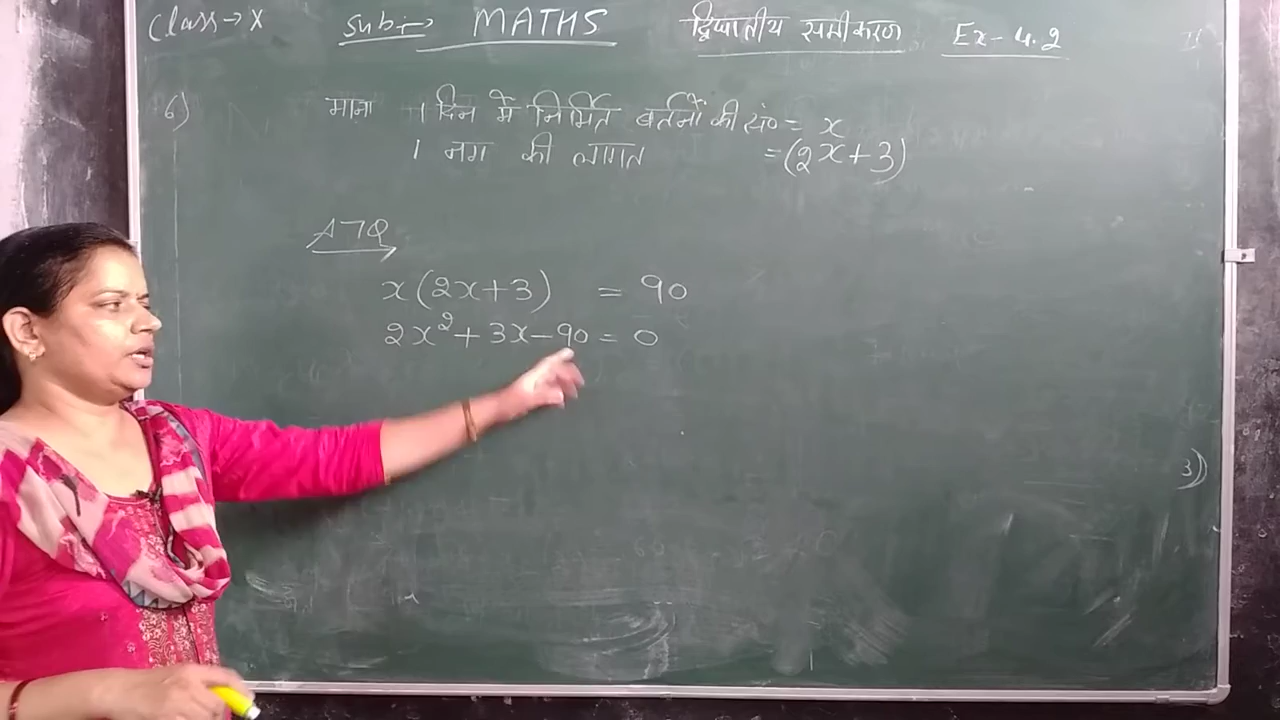 Class → X Sub :→ MATHS द्विघातीय समीकरण Ex - 4.2
6) माना 1 दिन में निर्मित बर्तनों की सं० = x
1 नग की लागत = (2x+3)
ATQ
x(2x+3) = 90
2x² + 3x - 90 = 0
3)